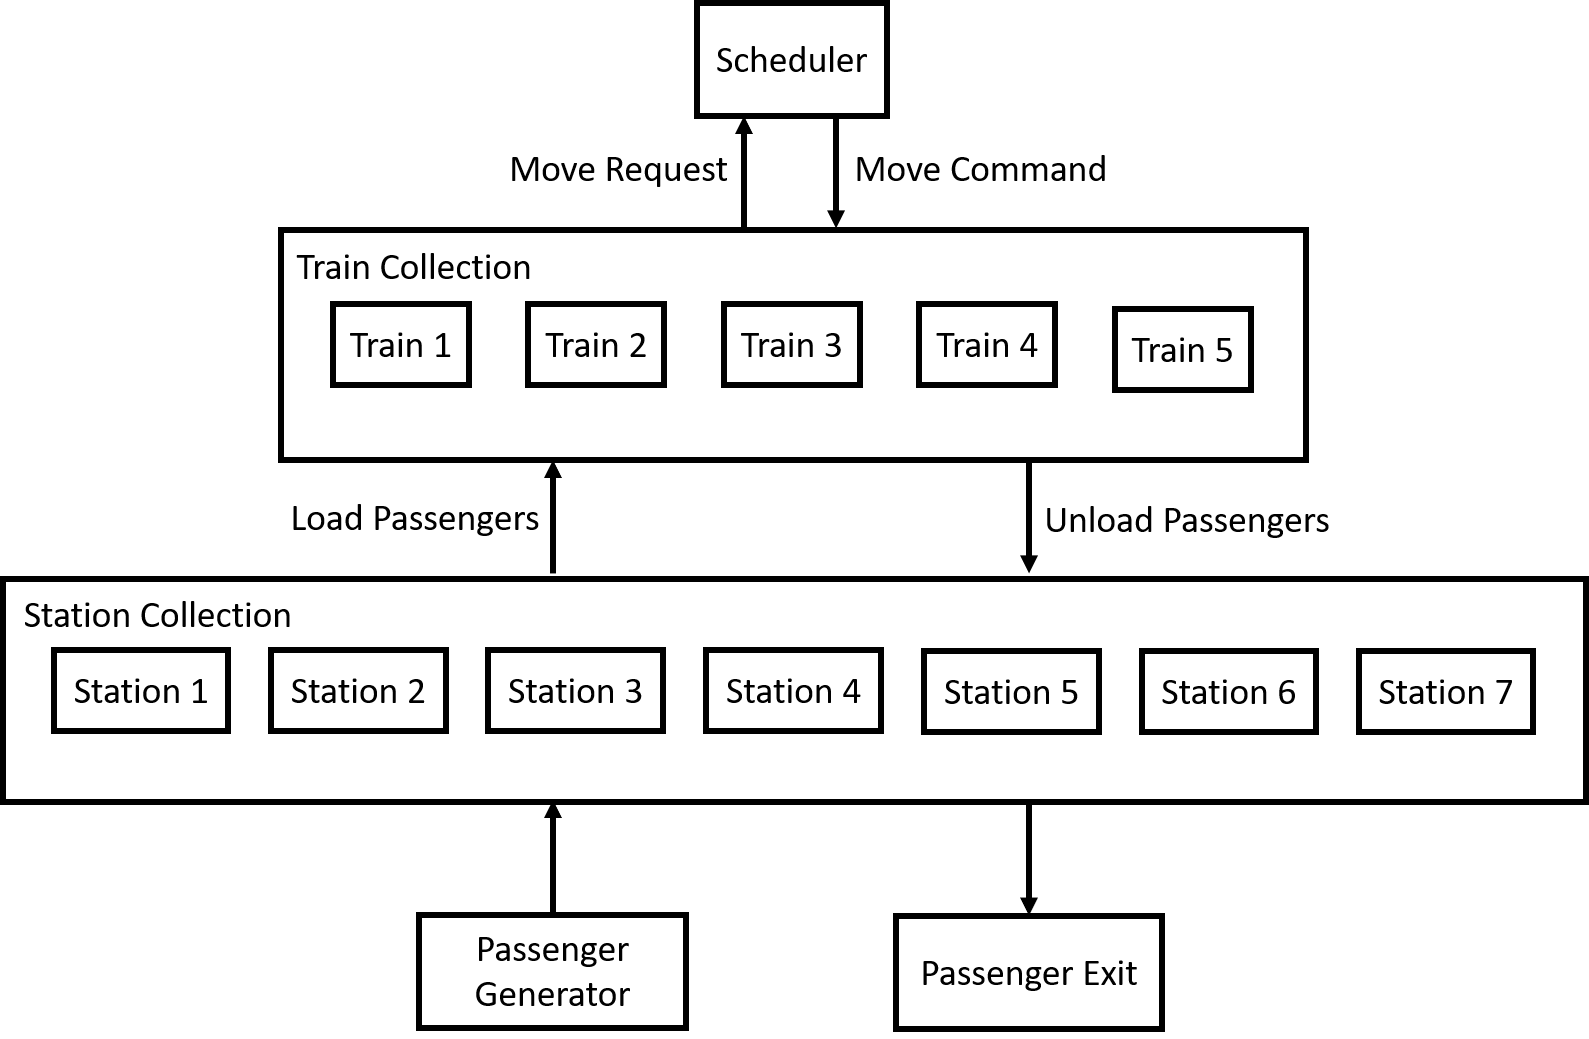 Scheduler
Move Request
Move Command
Train Collection
Train 1
Train 2
Train 3
Train 4
Train 5
Load Passengers
Unload Passengers
Station Collection
Station 1
Station 2
Station 3
Station 4
Station 5
Station 6
Station 7
Passenger
Generator
Passenger Exit